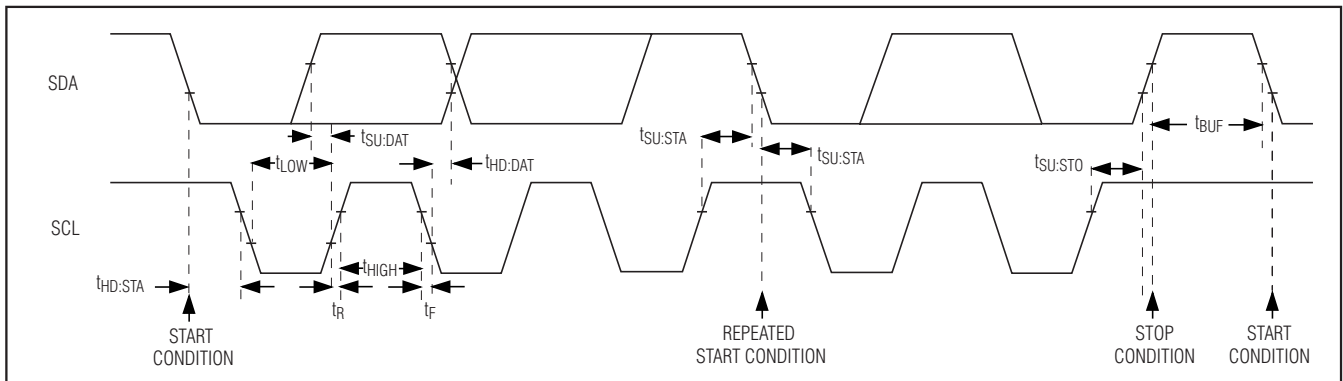 SDA
tSU:DAT
tSU:STA
tBUF
tLOW
tHD:DAT
tSU:STA
tSU:STO
SCL
tHIGH
tHD:STA
tR
tF
START
CONDITION
REPEATED
START CONDITION
STOP
CONDITION
START
CONDITION